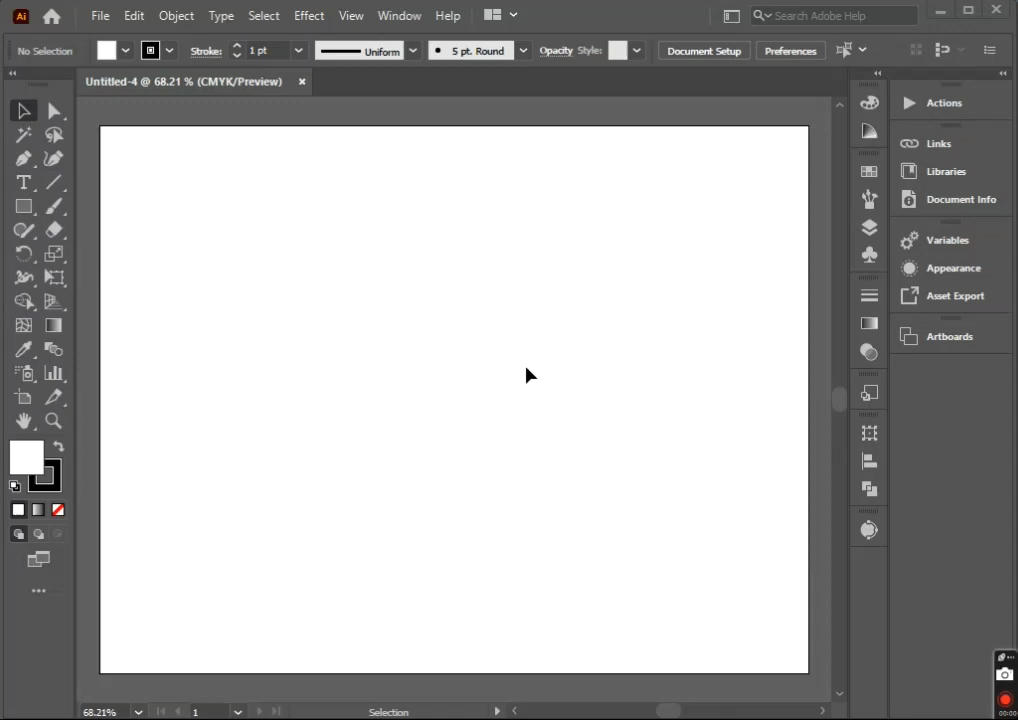 Ai File Edit Object Type Select Effect View Window Help Search Adobe Help
No Selection Stroke: 1 pt Uniform 5 pt. Round Opacity Style: Document Setup Preferences
Untitled-4 @ 68.21 % (CMYK/Preview) ×
Actions
Links
Libraries
Document Info
Variables
Appearance
Asset Export
Artboards
68.21% 1 Selection
00:00